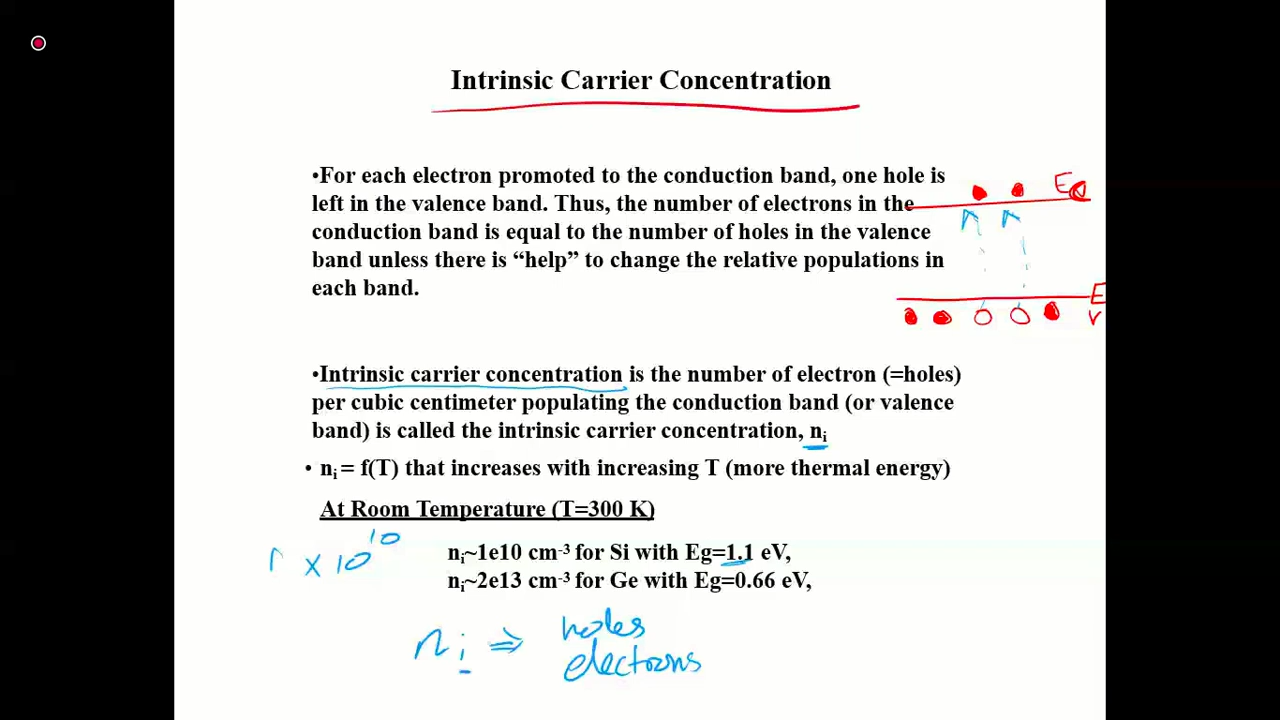 Intrinsic Carrier Concentration
•For each electron promoted to the conduction band, one hole is
left in the valence band. Thus, the number of electrons in the
conduction band is equal to the number of holes in the valence
band unless there is “help” to change the relative populations in
each band.
E
E
v
•Intrinsic carrier concentration is the number of electron (=holes)
per cubic centimeter populating the conduction band (or valence
band) is called the intrinsic carrier concentration, nᵢ
• nᵢ = f(T) that increases with increasing T (more thermal energy)
At Room Temperature (T=300 K)
x 10¹⁰
nᵢ~1e10 cm⁻³ for Si with Eg=1.1 eV,
nᵢ~2e13 cm⁻³ for Ge with Eg=0.66 eV,
nᵢ ⇒ holes
electrons